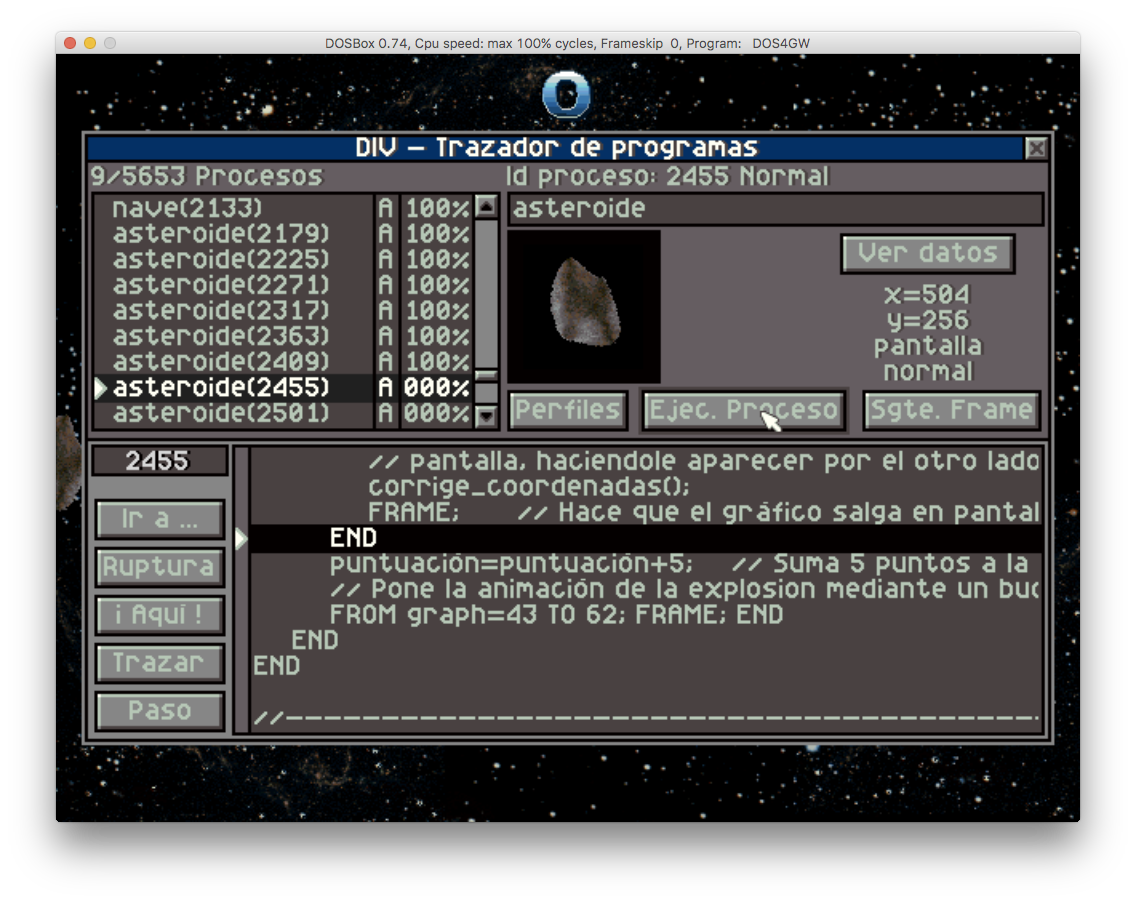 DOSBox 0.74, Cpu speed: max 100% cycles, Frameskip 0, Program: DOS4GW
0
DIV - Trazador de programas
9/5653 Procesos
Id proceso: 2455 Normal
nave(2133) A 100%
asteroide(2179) A 100%
asteroide(2225) A 100%
asteroide(2271) A 100%
asteroide(2317) A 100%
asteroide(2363) A 100%
asteroide(2409) A 100%
asteroide(2455) A 000%
asteroide(2501) A 000%
asteroide
Ver datos
x=504
y=256
pantalla
normal
Perfiles
Ejec. Proceso
Sgte. Frame
2455
Ir a ...
Ruptura
¡ Aquí !
Trazar
Paso
// pantalla, haciendole aparecer por el otro lado
corrige_coordenadas();
FRAME; // Hace que el gráfico salga en pantal
END
puntuación=puntuación+5; // Suma 5 puntos a la
// Pone la animación de la explosion mediante un buc
FROM graph=43 TO 62; FRAME; END
END
END
//----------------------------------------